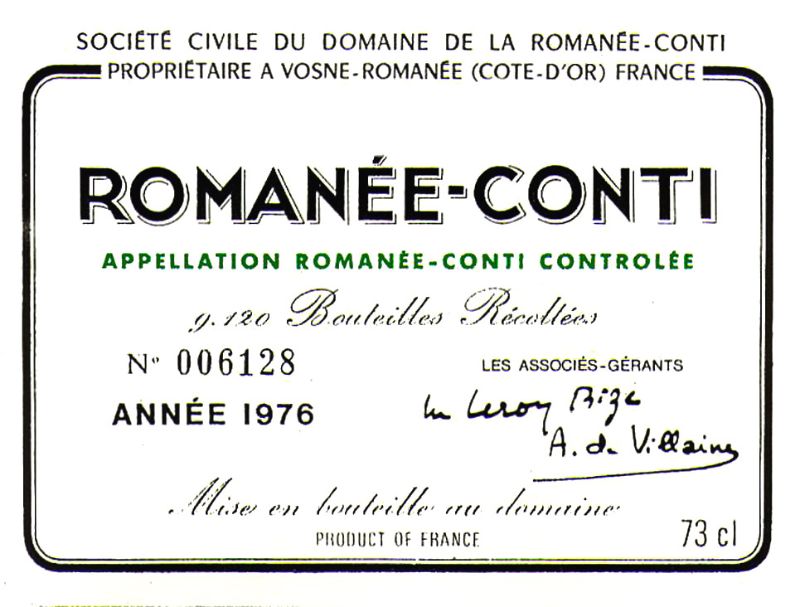 SOCIÉTÉ CIVILE DU DOMAINE DE LA ROMANÉE-CONTI
PROPRIÉTAIRE A VOSNE-ROMANÉE (COTE-D'OR) FRANCE
ROMANÉE-CONTI
APPELLATION ROMANÉE-CONTI CONTROLÉE
9.120 Bouteilles Récoltées
N° 006128
LES ASSOCIÉS-GÉRANTS
ANNÉE 1976
Leroy Bize
A. de Villaine
Mise en bouteille au domaine
PRODUCT OF FRANCE
73 cl